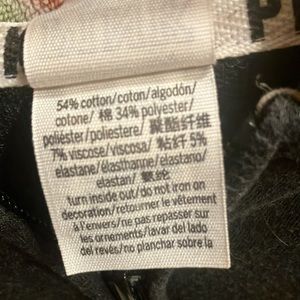 54% cotton/coton/algodón/
cotone/ 棉 34% polyester/
poliéster/poliestere/ 聚酯纤维
7% viscose/viscosa/ 粘纤 5%
elastane/élasthanne/elastano/
elastan/ 氨纶
turn inside out/do not iron on
decoration/retourner le vêtement
à l'envers/ne pas repasser sur
les ornements/lavar del lado
del revés/no planchar sobre la